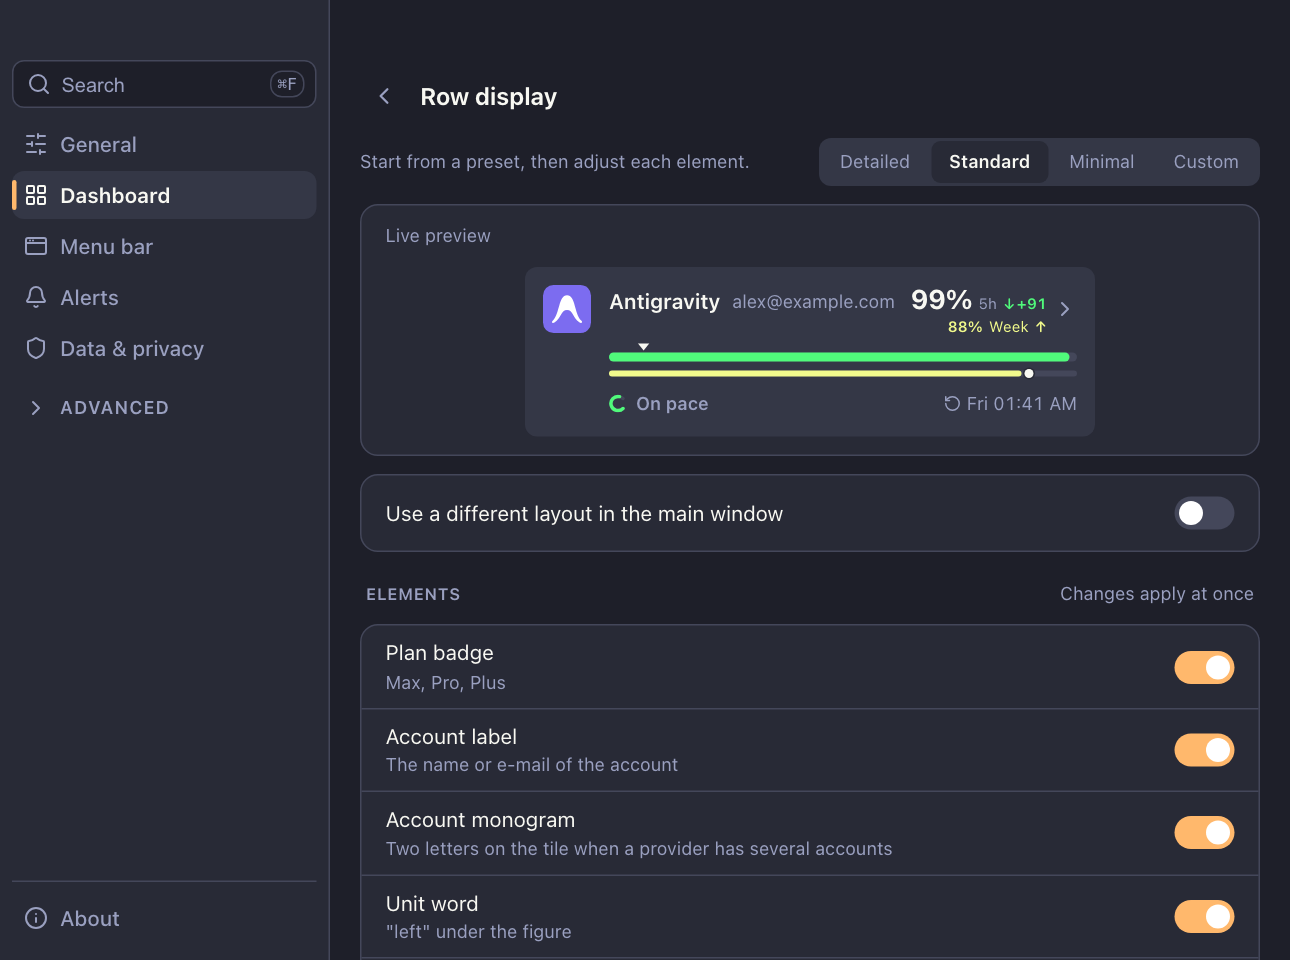 Search ⌘F
General
Dashboard
Menu bar
Alerts
Data & privacy
ADVANCED
About
Row display
Start from a preset, then adjust each element.
Detailed Standard Minimal Custom
Live preview
Antigravity alex@example.com 99% 5h ↓+91
88% Week ↑
On pace Fri 01:41 AM
Use a different layout in the main window
ELEMENTS Changes apply at once
Plan badge
Max, Pro, Plus
Account label
The name or e-mail of the account
Account monogram
Two letters on the tile when a provider has several accounts
Unit word
"left" under the figure